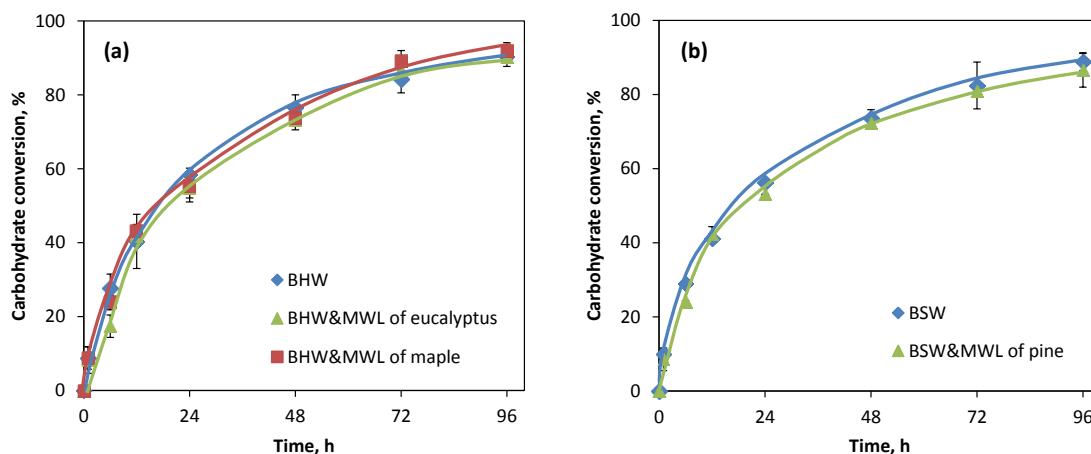 (a)
Carbohydrate conversion, %
100
80
60
40
20
0
BHW
BHW&MWL of eucalyptus
BHW&MWL of maple
0 24 48 72 96
Time, h
(b)
Carbohydrate conversion, %
100
80
60
40
20
0
BSW
BSW&MWL of pine
0 24 48 72 96
Time, h